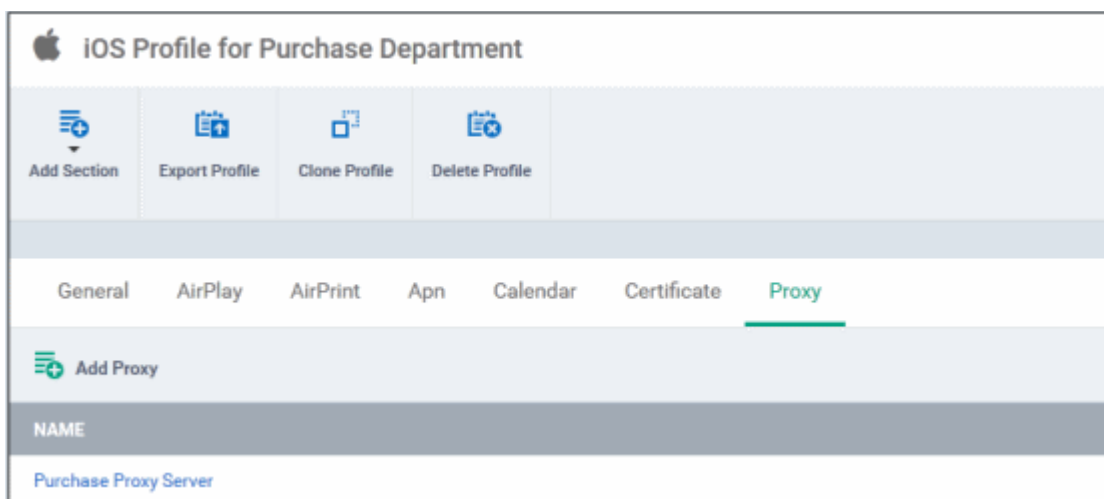 iOS Profile for Purchase Department
Add Section Export Profile Clone Profile Delete Profile
General AirPlay AirPrint Apn Calendar Certificate Proxy
Add Proxy
NAME
Purchase Proxy Server